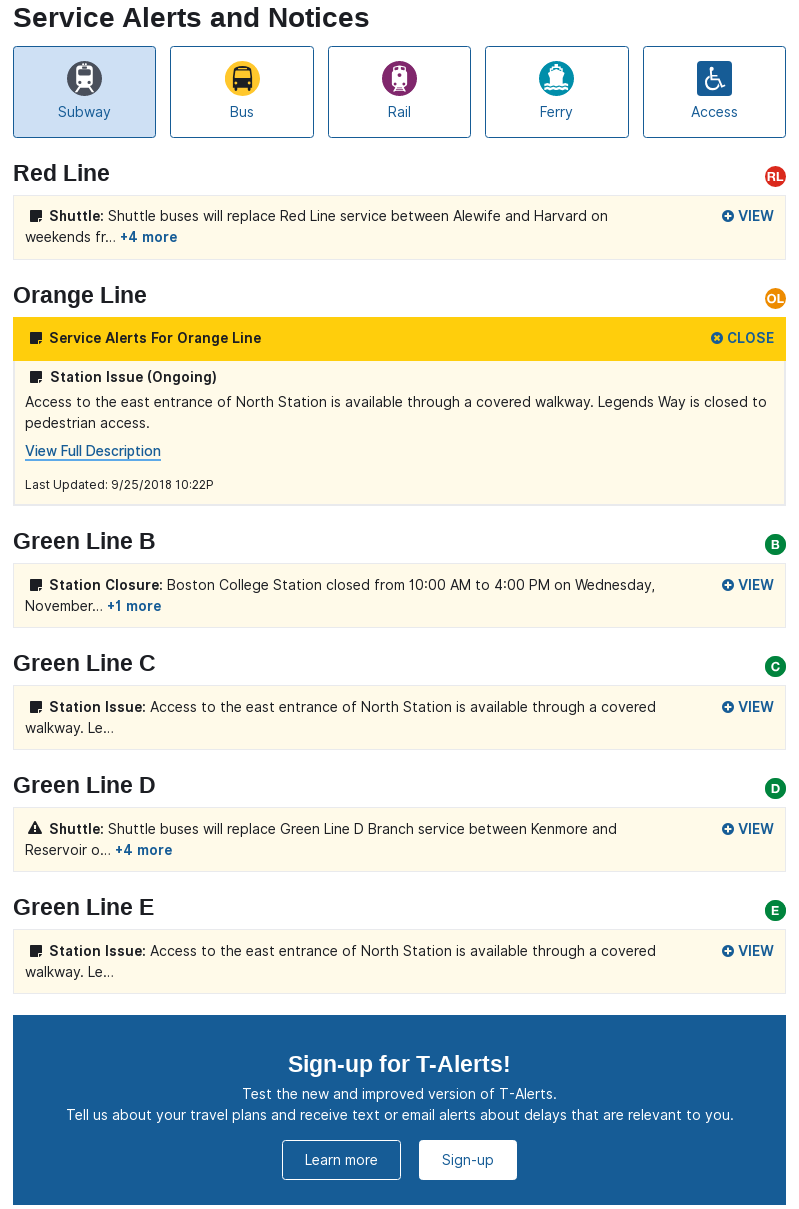 Service Alerts and Notices
Subway
Bus
Rail
Ferry
Access
Red Line
RL
Shuttle: Shuttle buses will replace Red Line service between Alewife and Harvard on
VIEW
weekends fr... +4 more
Orange Line
OL
Service Alerts For Orange Line
CLOSE
Station Issue (Ongoing)
Access to the east entrance of North Station is available through a covered walkway. Legends Way is closed to
pedestrian access.
View Full Description
Last Updated: 9/25/2018 10:22P
Green Line B
B
Station Closure: Boston College Station closed from 10:00 AM to 4:00 PM on Wednesday,
VIEW
November... +1 more
Green Line C
C
Station Issue: Access to the east entrance of North Station is available through a covered
VIEW
walkway. Le...
Green Line D
D
Shuttle: Shuttle buses will replace Green Line D Branch service between Kenmore and
VIEW
Reservoir o... +4 more
Green Line E
E
Station Issue: Access to the east entrance of North Station is available through a covered
VIEW
walkway. Le...
Sign-up for T-Alerts!
Test the new and improved version of T-Alerts.
Tell us about your travel plans and receive text or email alerts about delays that are relevant to you.
Learn more
Sign-up